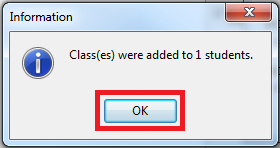 Information
Class(es) were added to 1 students.
OK